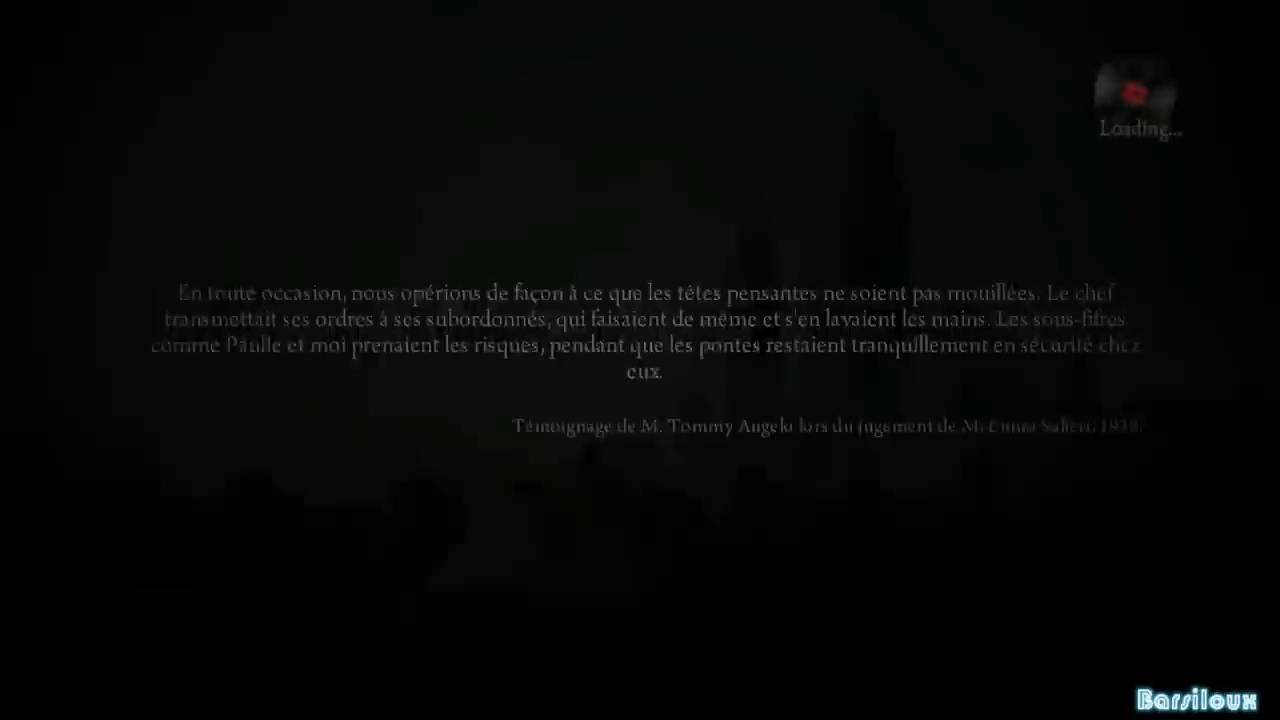 Loading...
En toute occasion, nous opérions de façon à ce que les têtes pensantes ne soient pas mouillées. Le chef
transmettait ses ordres à ses subordonnés, qui faisaient de même et s'en lavaient les mains. Les sous-fifres
comme Paulie et moi prenaient les risques, pendant que les pontes restaient tranquillement en sécurité chez
eux.
Témoignage de M. Tommy Angelo lors du jugement de M. Ennio Salieri, 1938.
Barsiloux